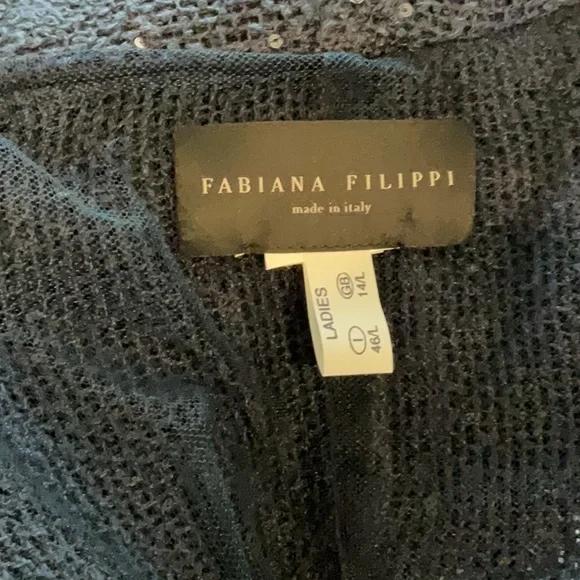 FABIANA FILIPPI
made in italy
LADIES
GB 14/L
I 46/L